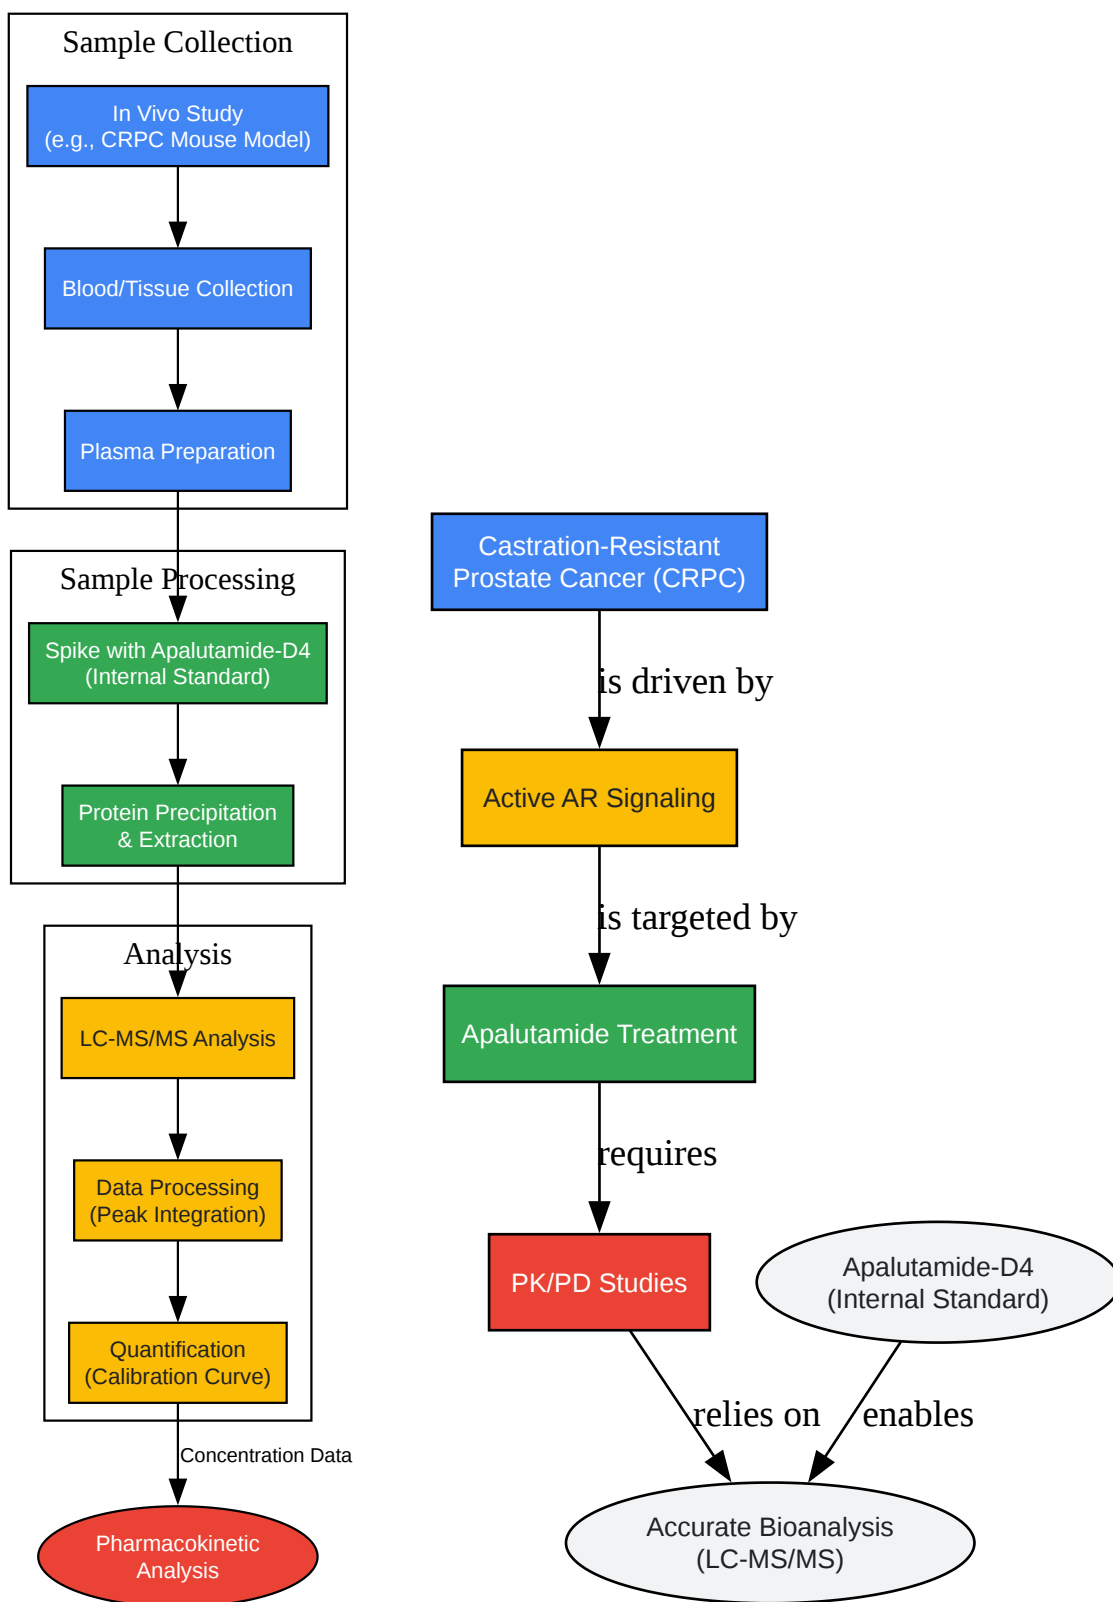 Sample Collection
In Vivo Study
(e.g., CRPC Mouse Model)
Blood/Tissue Collection
Plasma Preparation
Sample Processing
Spike with Apalutamide-D4
(Internal Standard)
Protein Precipitation
& Extraction
Analysis
LC-MS/MS Analysis
Data Processing
(Peak Integration)
Quantification
(Calibration Curve)
Concentration Data
Pharmacokinetic
Analysis
Castration-Resistant
Prostate Cancer (CRPC)
is driven by
Active AR Signaling
is targeted by
Apalutamide Treatment
requires
PK/PD Studies
Apalutamide-D4
(Internal Standard)
relies on
enables
Accurate Bioanalysis
(LC-MS/MS)